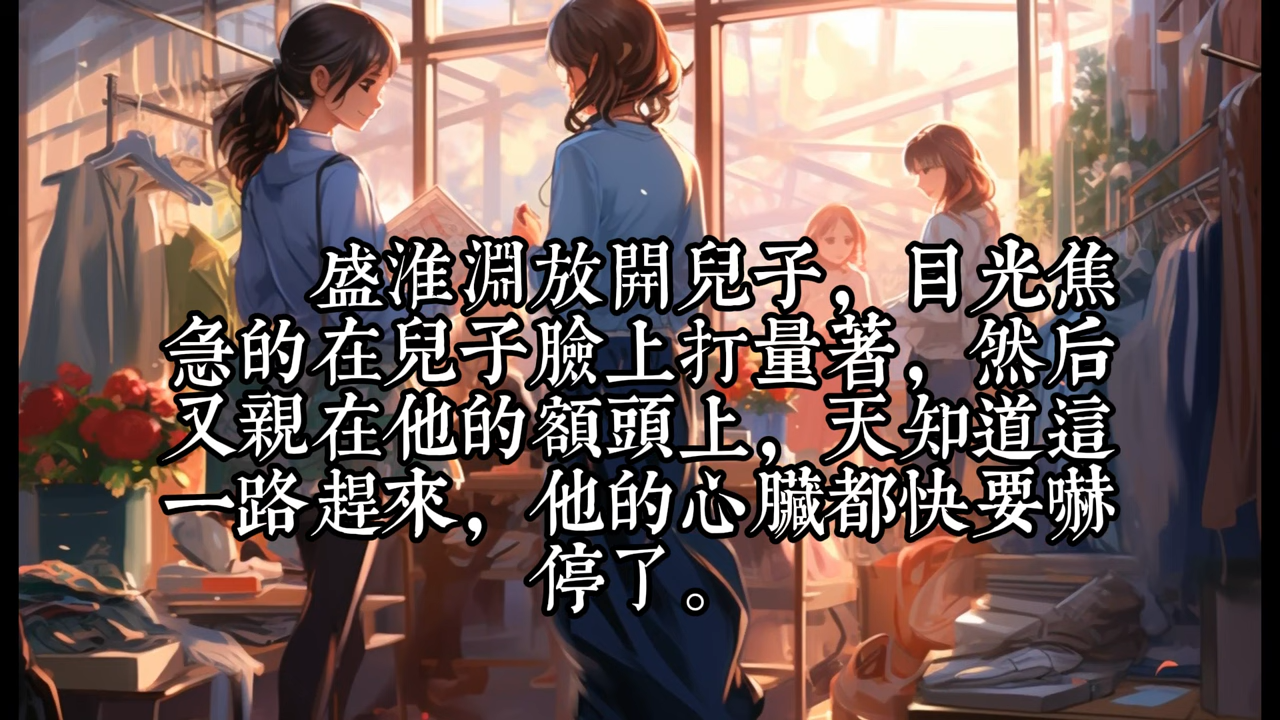 盛淮淵放開兒子，目光焦
急的在兒子臉上打量著，然后
又親在他的額頭上，天知道這
一路趕來，他的心臟都快要嚇
停了。